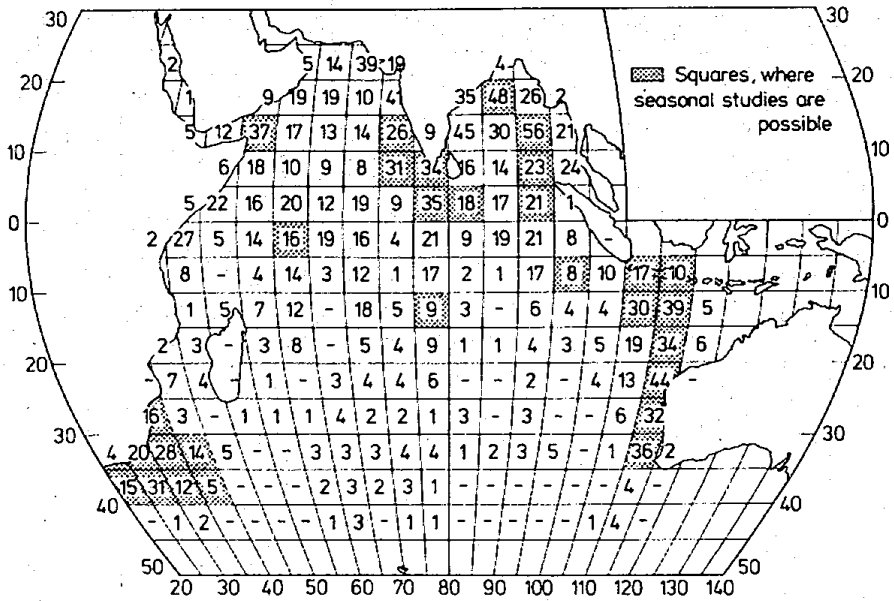 30 30
2 5 14 39 19 4 Squares, where
20 20
1 9 19 19 10 41 35 48 26 2 seasonal studies are
5 12 37 17 13 14 26 9 45 30 56 21 possible
10 10
6 18 10 9 8 31 34 16 14 23 24
5 22 16 20 12 19 9 35 18 17 21 1
0 0
2 27 5 14 16 19 16 4 21 9 19 21 8 -
8 - 4 14 3 12 1 17 2 1 17 8 10 17 10
10 10
1 5 7 12 - 18 5 9 3 - 6 4 4 30 39 5
2 3 3 8 - 5 4 9 1 1 4 3 5 19 34 6
20 20
- 7 4 - 1 - 3 4 4 6 - - 2 - 4 13 44 -
16 3 - 1 1 1 4 2 2 1 3 - 3 - - 6 32
30 30
4 20 28 14 5 - - 3 3 3 4 4 1 2 3 5 - 1 36 2
15 31 12 5 - - - 2 3 2 3 1 - - - - - - 4 -
40 40
- 1 2 - - - - 1 3 - 1 1 - - - - - 1 4 -
50 50
20 30 40 50 60 70 80 90 100 110 120 130 140